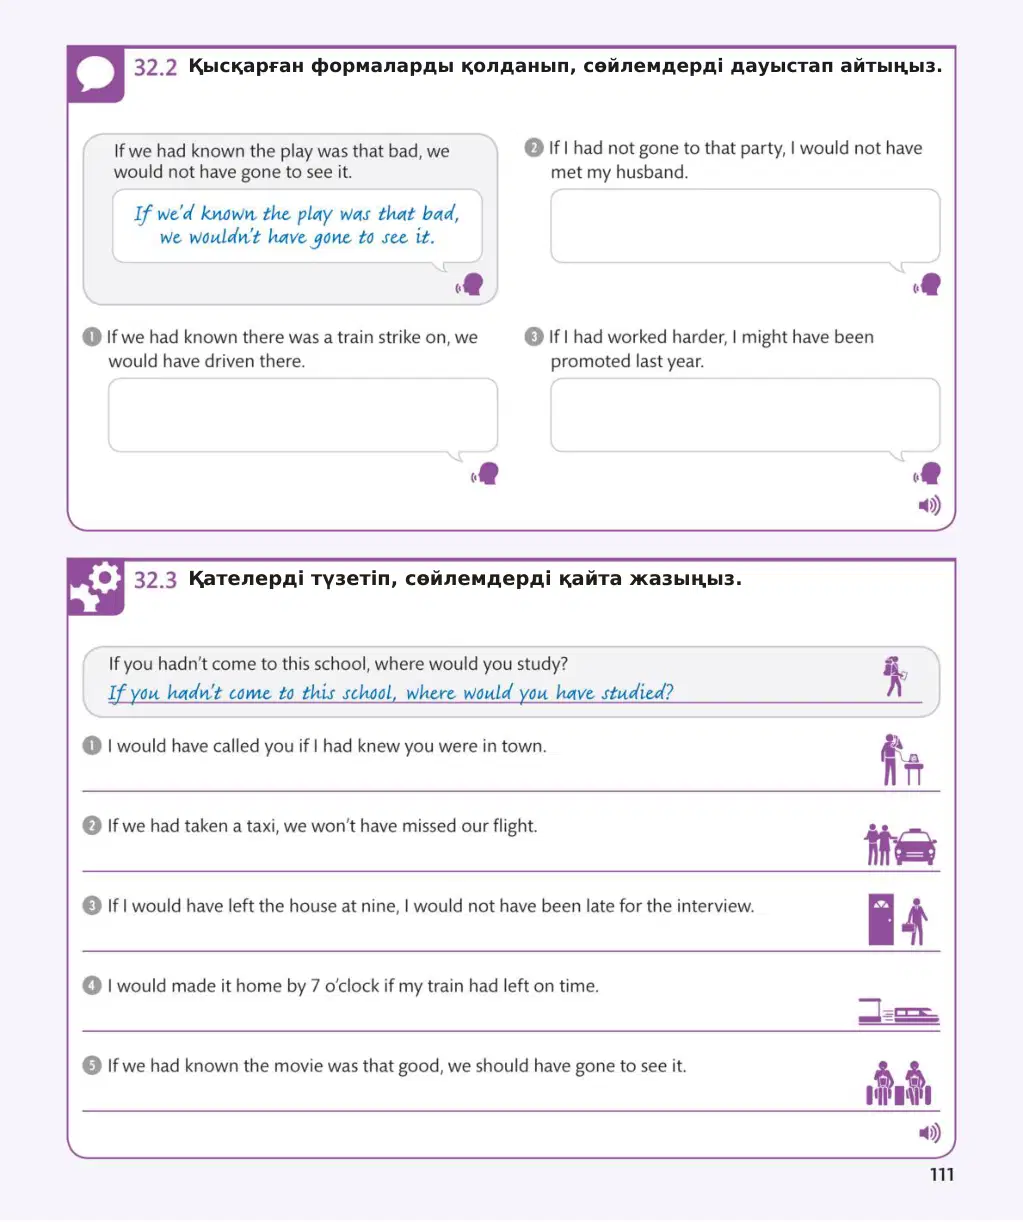 32.2 Қысқарған формаларды қолданып, сөйлемдерді дауыстап айтыңыз.
If we had known the play was that bad, we
would not have gone to see it.
If we'd known the play was that bad,
we wouldn't have gone to see it.
1 If we had known there was a train strike on, we
would have driven there.
2 If I had not gone to that party, I would not have
met my husband.
3 If I had worked harder, I might have been
promoted last year.
32.3 Қателерді түзетіп, сөйлемдерді қайта жазыңыз.
If you hadn't come to this school, where would you study?
If you hadn't come to this school, where would you have studied?
1 I would have called you if I had knew you were in town.
2 If we had taken a taxi, we won't have missed our flight.
3 If I would have left the house at nine, I would not have been late for the interview.
4 I would made it home by 7 o'clock if my train had left on time.
5 If we had known the movie was that good, we should have gone to see it.
111